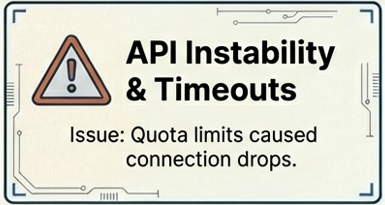 API Instability
& Timeouts
Issue: Quota limits caused
connection drops.